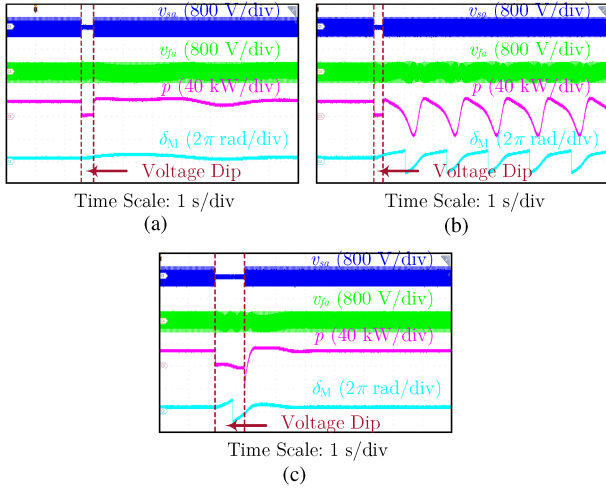 (a)
v_sa (800 V/div)
v_fa (800 V/div)
p (40 kW/div)
δ_M (2π rad/div)
Voltage Dip
Time Scale: 1 s/div
(b)
v_sa (800 V/div)
v_fa (800 V/div)
p (40 kW/div)
δ_M (2π rad/div)
Voltage Dip
Time Scale: 1 s/div
v_sa (800 V/div)
v_fa (800 V/div)
p (40 kW/div)
δ_M (2π rad/div)
Voltage Dip
Time Scale: 1 s/div
(c)